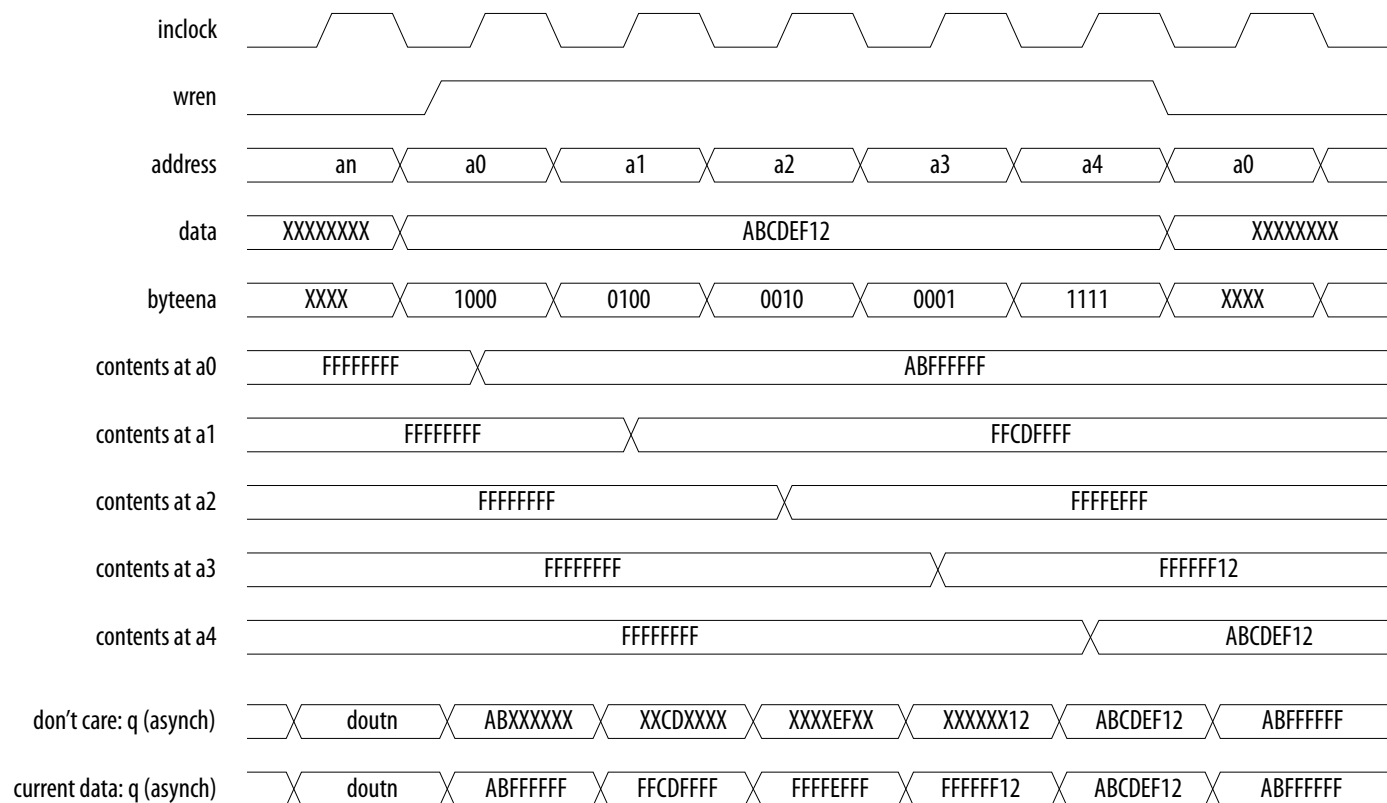 inclock
wren
address an a0 a1 a2 a3 a4 a0
data XXXXXXXX ABCDEF12 XXXXXXXX
byteena XXXX 1000 0100 0010 0001 1111 XXXX
contents at a0 FFFFFFFF ABFFFFFF
contents at a1 FFFFFFFF FFCDFFFF
contents at a2 FFFFFFFF FFFFEFFF
contents at a3 FFFFFFFF FFFFFF12
contents at a4 FFFFFFFF ABCDEF12
don't care: q (asynch) doutn ABXXXXXX XXCDXXXX XXXXEFXX XXXXXX12 ABCDEF12 ABFFFFFF
current data: q (asynch) doutn ABFFFFFF FFCDFFFF FFFFEFFF FFFFFF12 ABCDEF12 ABFFFFFF